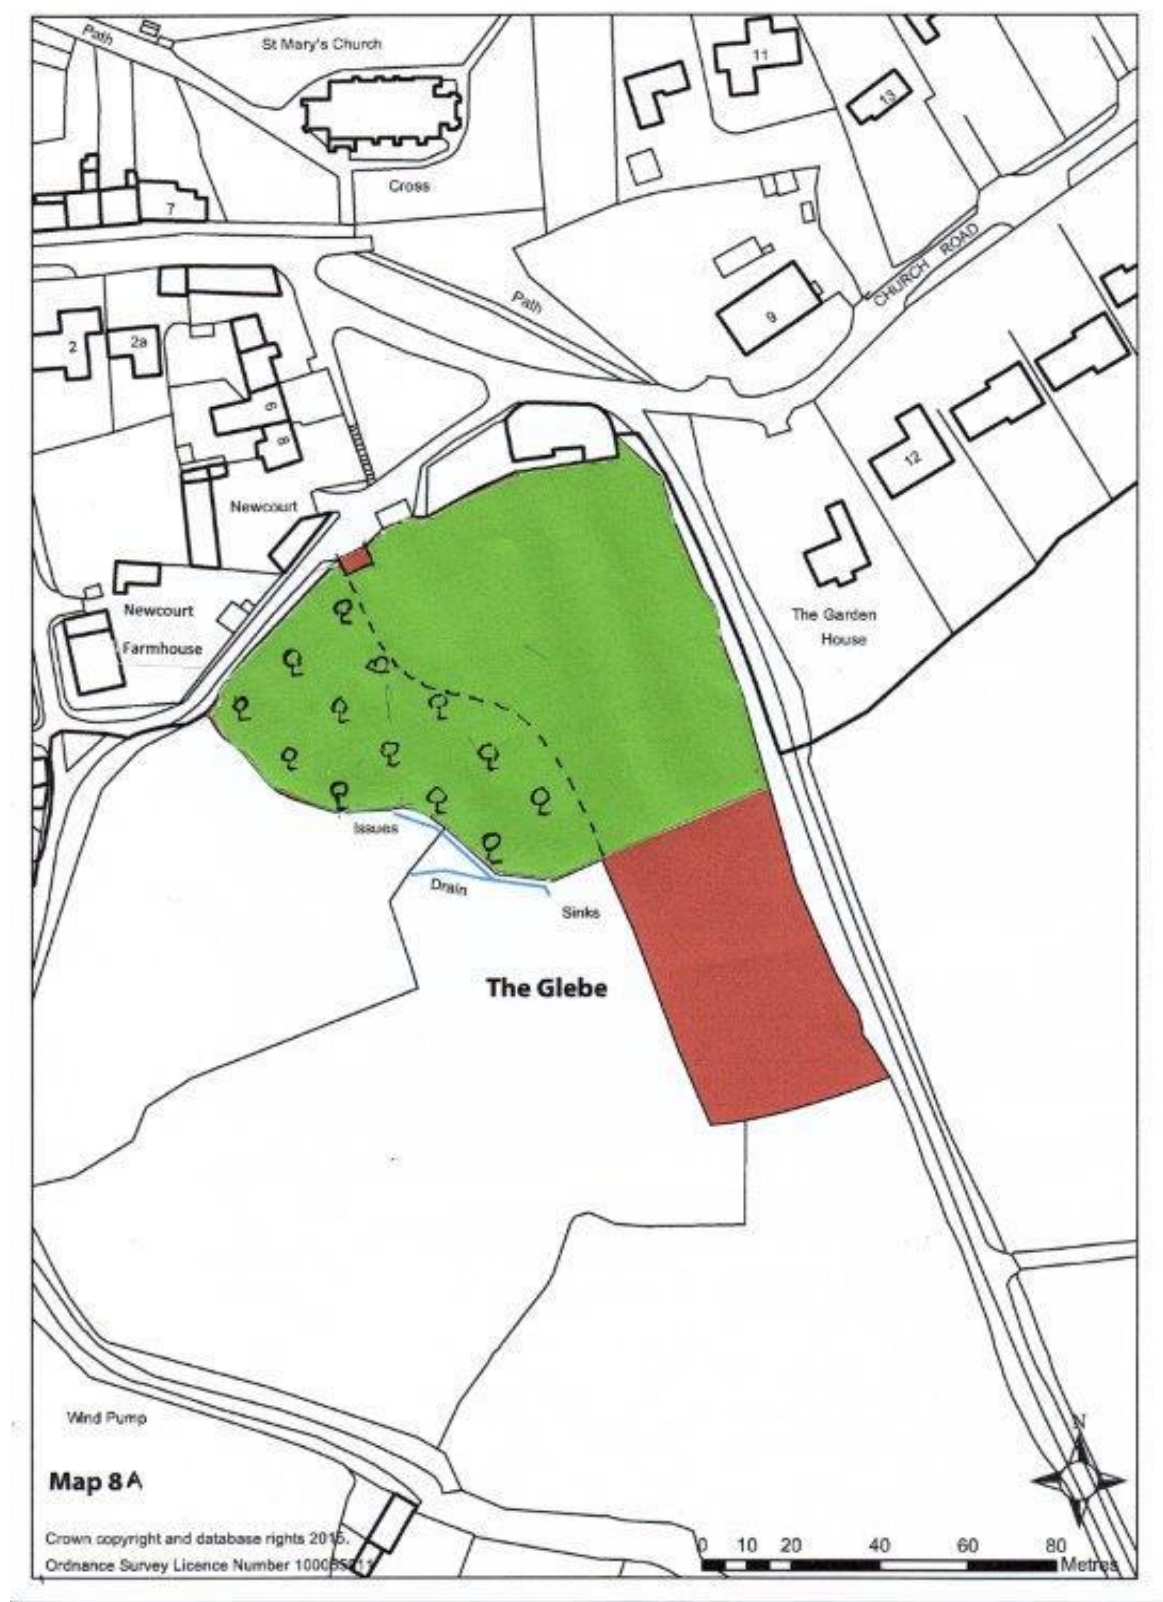 Path
St Mary's Church
11
13
Cross
7
CHURCH ROAD
Path
9
2
2a
6
8
12
Newcourt
The Garden
House
Newcourt
Farmhouse
Issues
Drain
Sinks
The Glebe
Wind Pump
N
Map 8A
Crown copyright and database rights 2015.
Ordnance Survey Licence Number
0 10 20 40 60 80 Metres